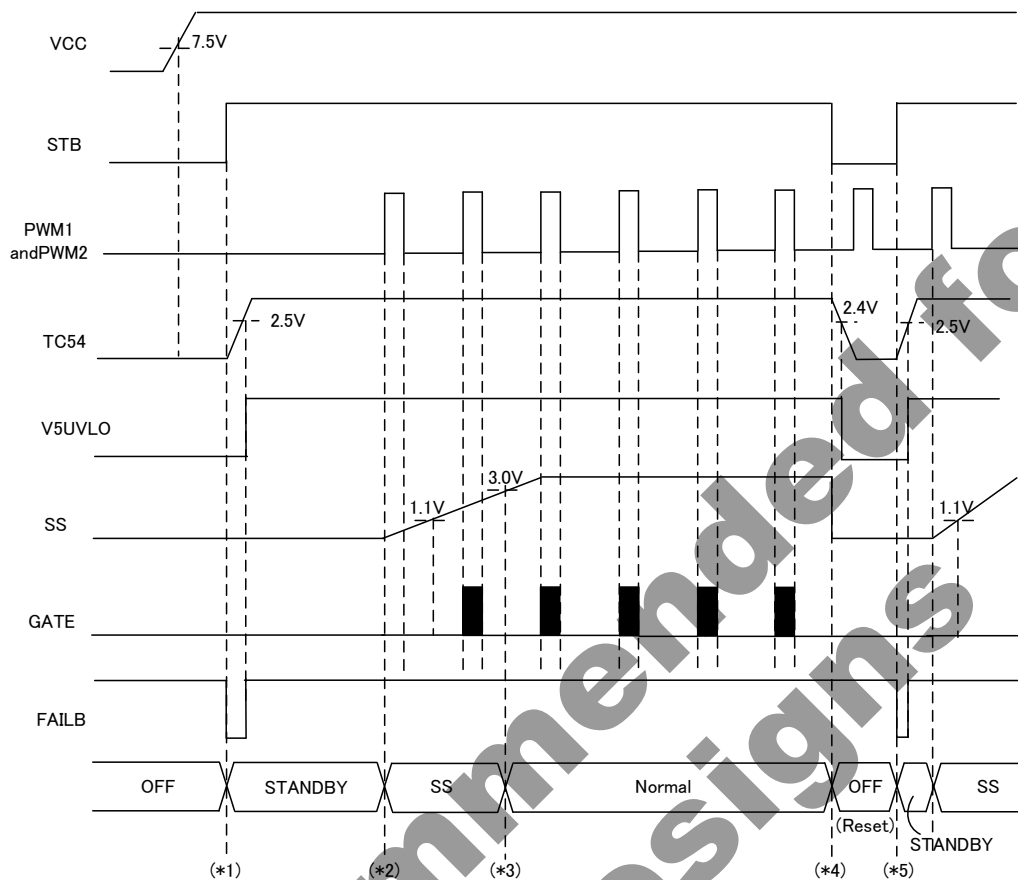 VCC
7.5V
STB
PWM1
andPWM2
TC54
2.5V
2.4V
2.5V
V5UVLO
SS
1.1V
3.0V
1.1V
GATE
FAILB
OFF
STANDBY
SS
Normal
OFF
SS
(Reset)
STANDBY
(*1)
(*2)
(*3)
(*4)
(*5)